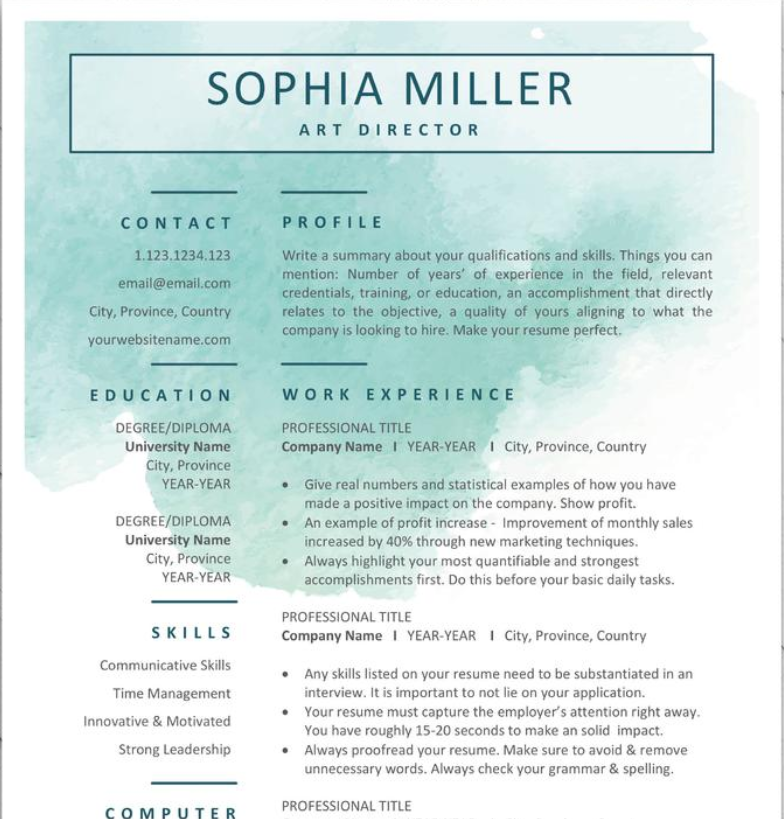 SOPHIA MILLER
ART DIRECTOR
CONTACT
1.123.1234.123
email@email.com
City, Province, Country
yourwebsitename.com
EDUCATION
DEGREE/DIPLOMA
University Name
City, Province
YEAR-YEAR
DEGREE/DIPLOMA
University Name
City, Province
YEAR-YEAR
SKILLS
Communicative Skills
Time Management
Innovative & Motivated
Strong Leadership
COMPUTER
PROFILE
Write a summary about your qualifications and skills. Things you can
mention: Number of years' of experience in the field, relevant
credentials, training, or education, an accomplishment that directly
relates to the objective, a quality of yours aligning to what the
company is looking to hire. Make your resume perfect.
WORK EXPERIENCE
PROFESSIONAL TITLE
Company Name I YEAR-YEAR I City, Province, Country
• Give real numbers and statistical examples of how you have
made a positive impact on the company. Show profit.
• An example of profit increase - Improvement of monthly sales
increased by 40% through new marketing techniques.
• Always highlight your most quantifiable and strongest
accomplishments first. Do this before your basic daily tasks.
PROFESSIONAL TITLE
Company Name I YEAR-YEAR I City, Province, Country
• Any skills listed on your resume need to be substantiated in an
interview. It is important to not lie on your application.
• Your resume must capture the employer's attention right away.
You have roughly 15-20 seconds to make an solid impact.
• Always proofread your resume. Make sure to avoid & remove
unnecessary words. Always check your grammar & spelling.
PROFESSIONAL TITLE